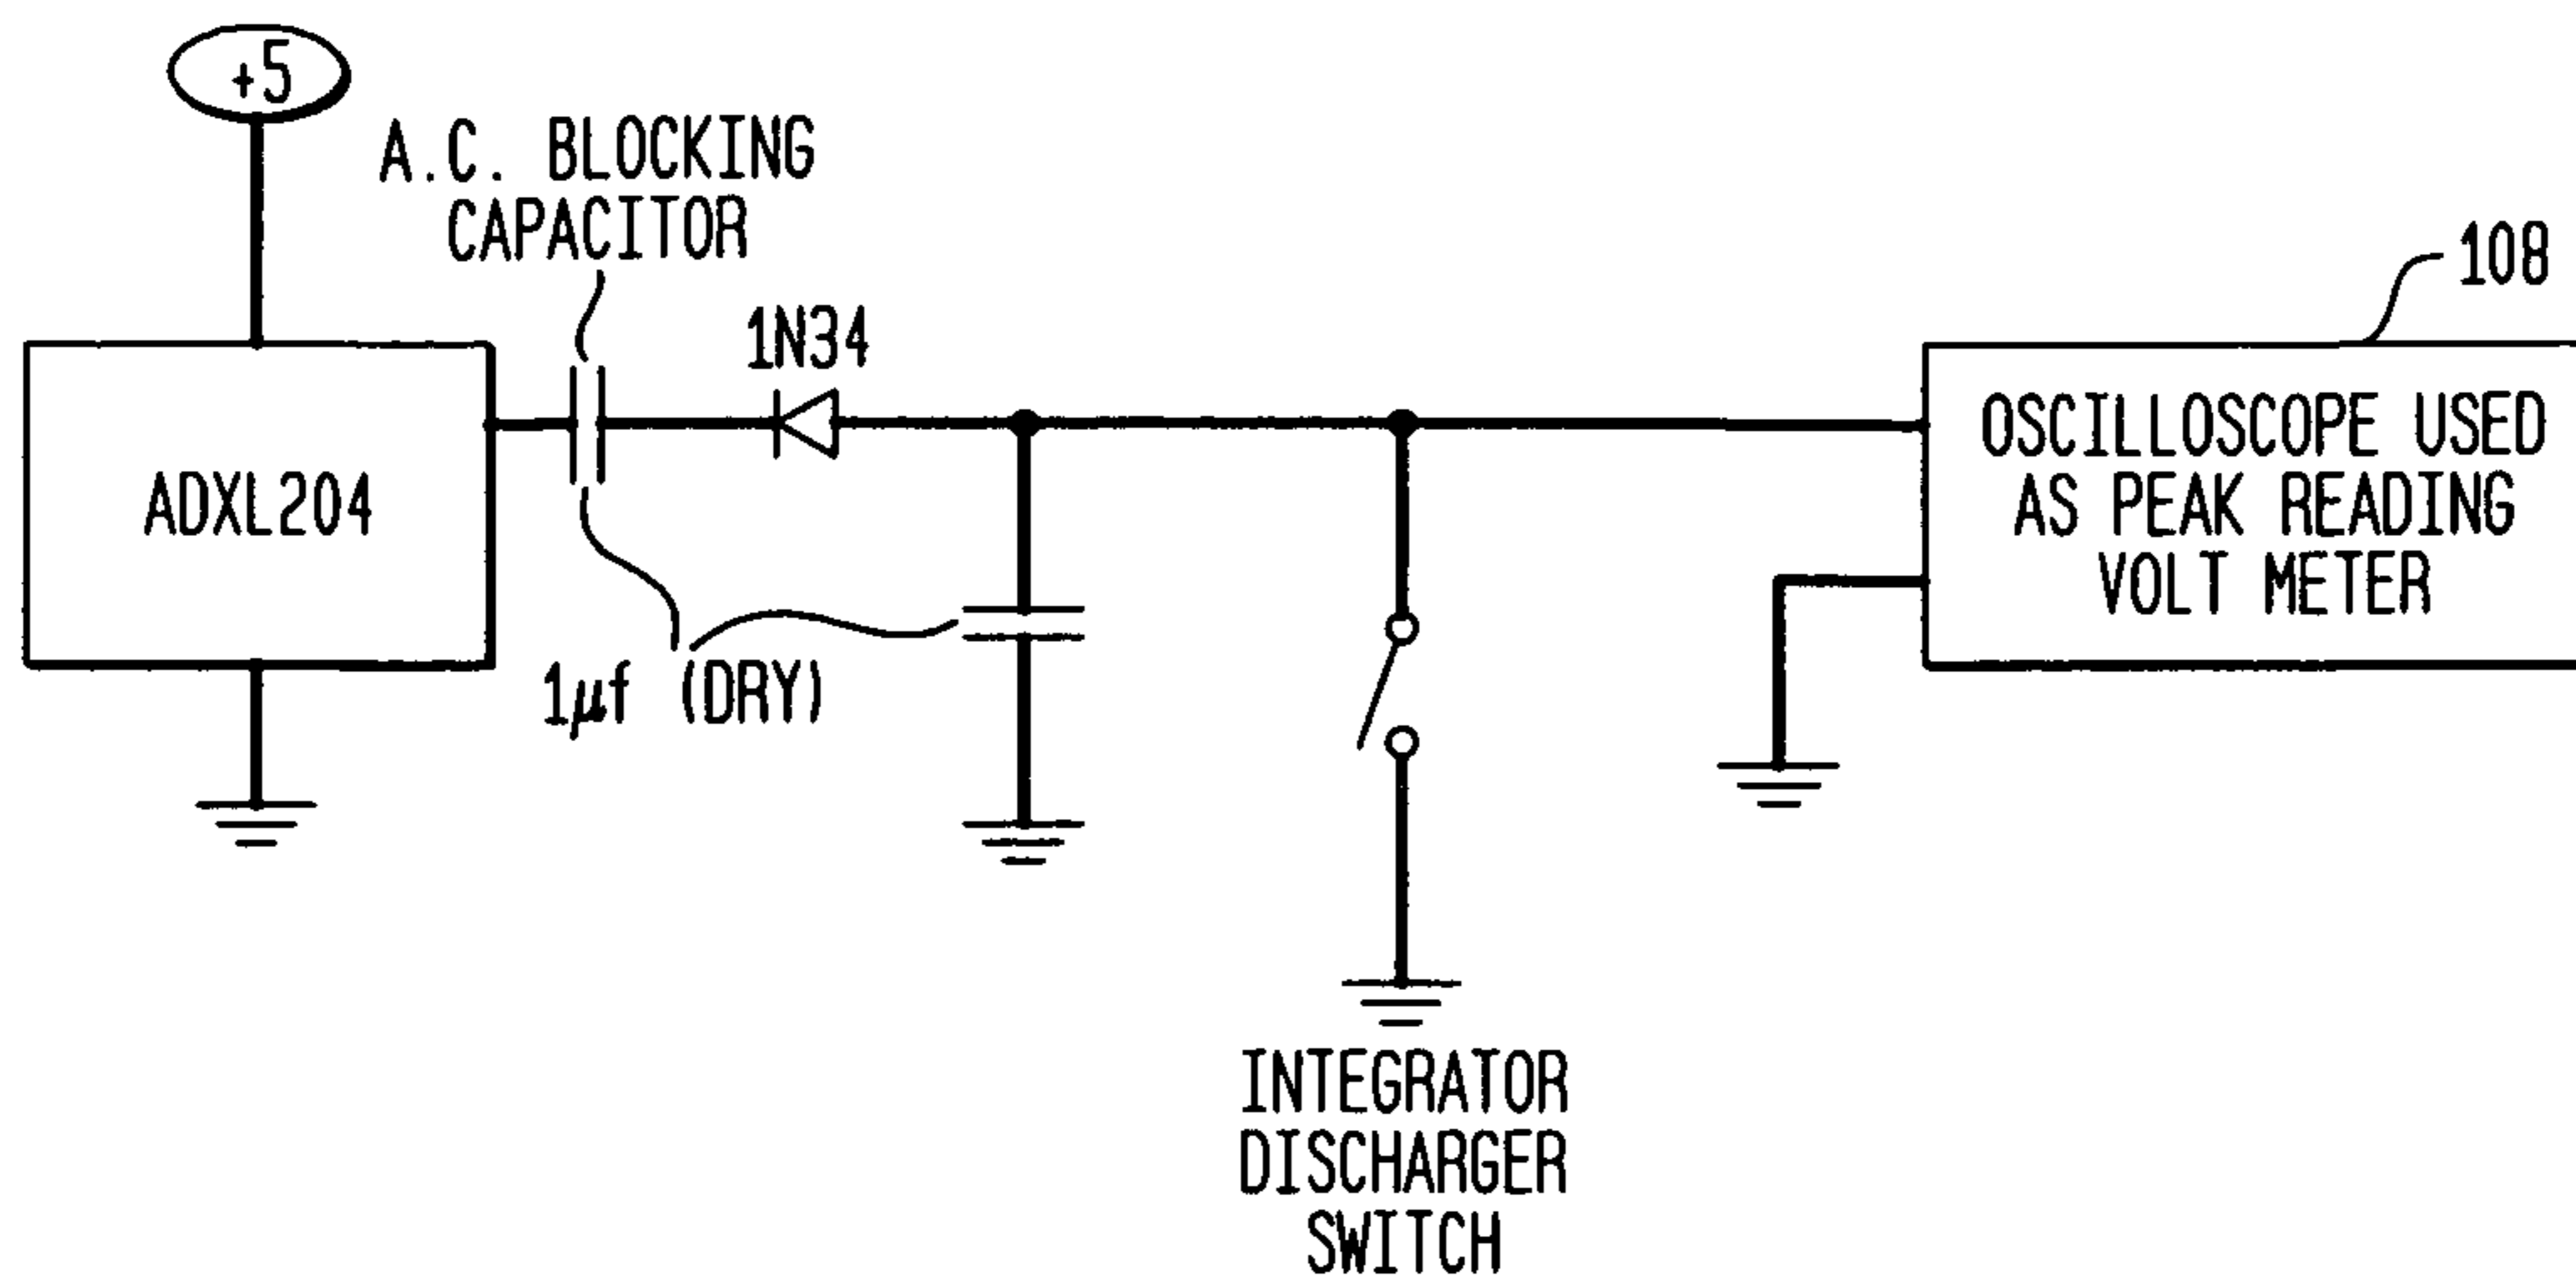 +5
A.C. BLOCKING
CAPACITOR
1N34
108
ADXL204
OSCILLOSCOPE USED
AS PEAK READING
VOLT METER
1µf (DRY)
INTEGRATOR
DISCHARGER
SWITCH